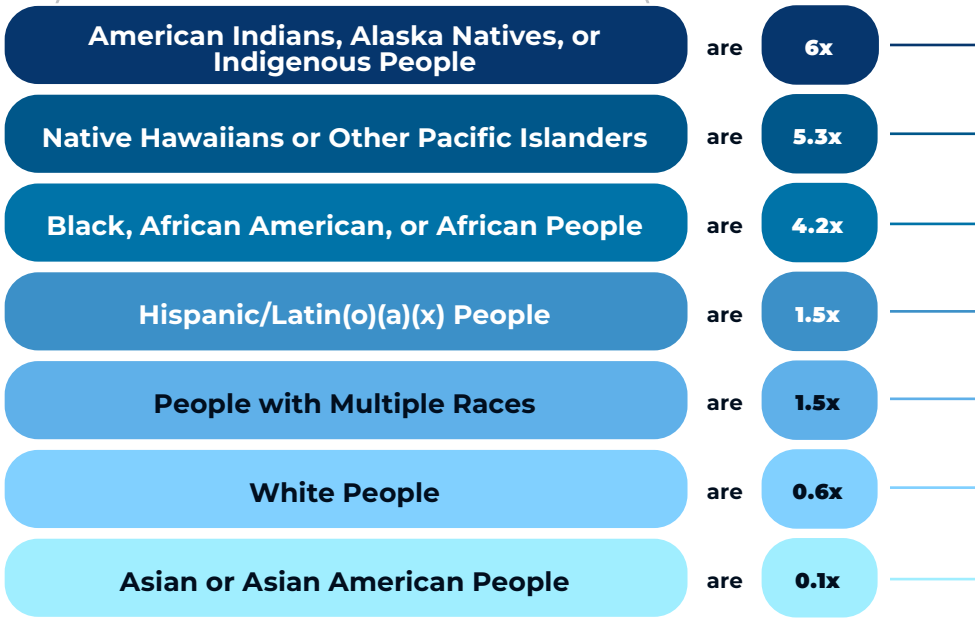 American Indians, Alaska Natives, or
Indigenous People
are
6x
Native Hawaiians or Other Pacific Islanders
are
5.3x
Black, African American, or African People
are
4.2x
Hispanic/Latin(o)(a)(x) People
are
1.5x
People with Multiple Races
are
1.5x
White People
are
0.6x
Asian or Asian American People
are
0.1x